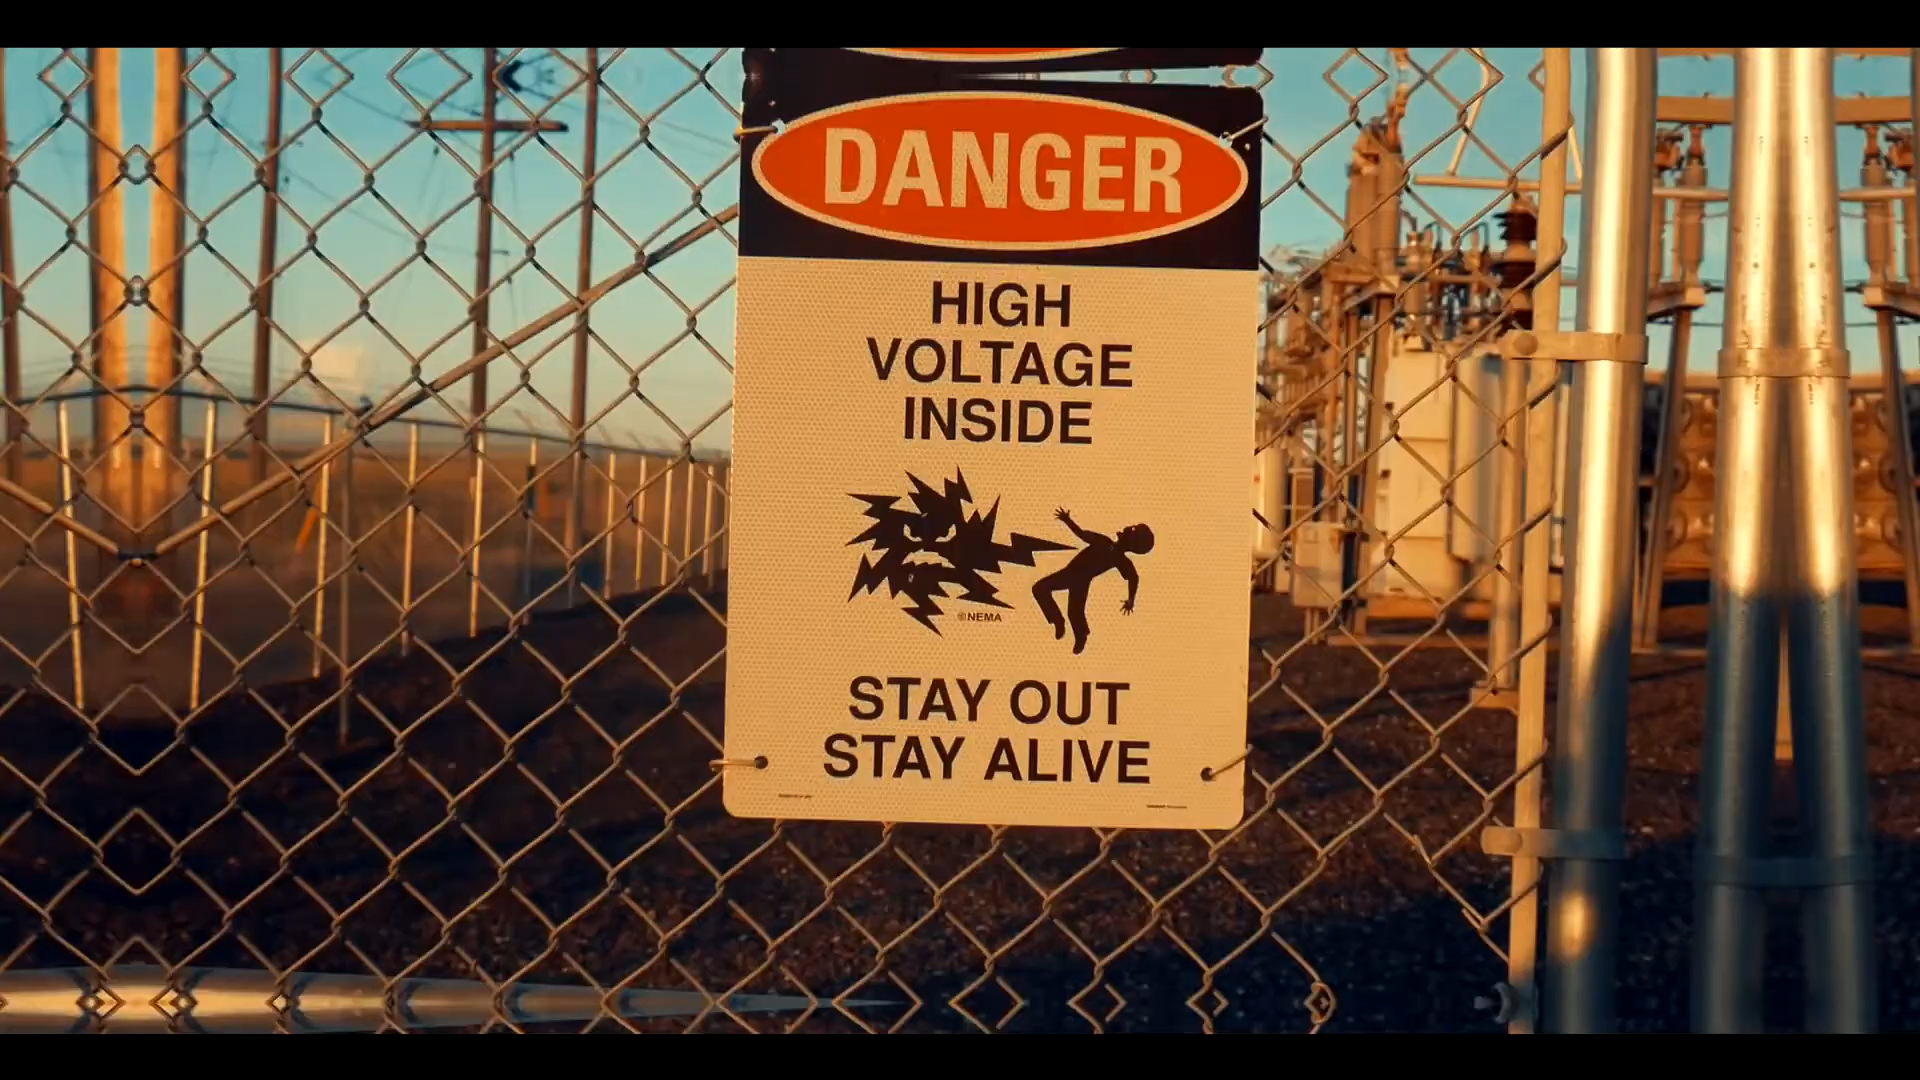 DANGER
HIGH
VOLTAGE
INSIDE
©NEMA
STAY OUT
STAY ALIVE